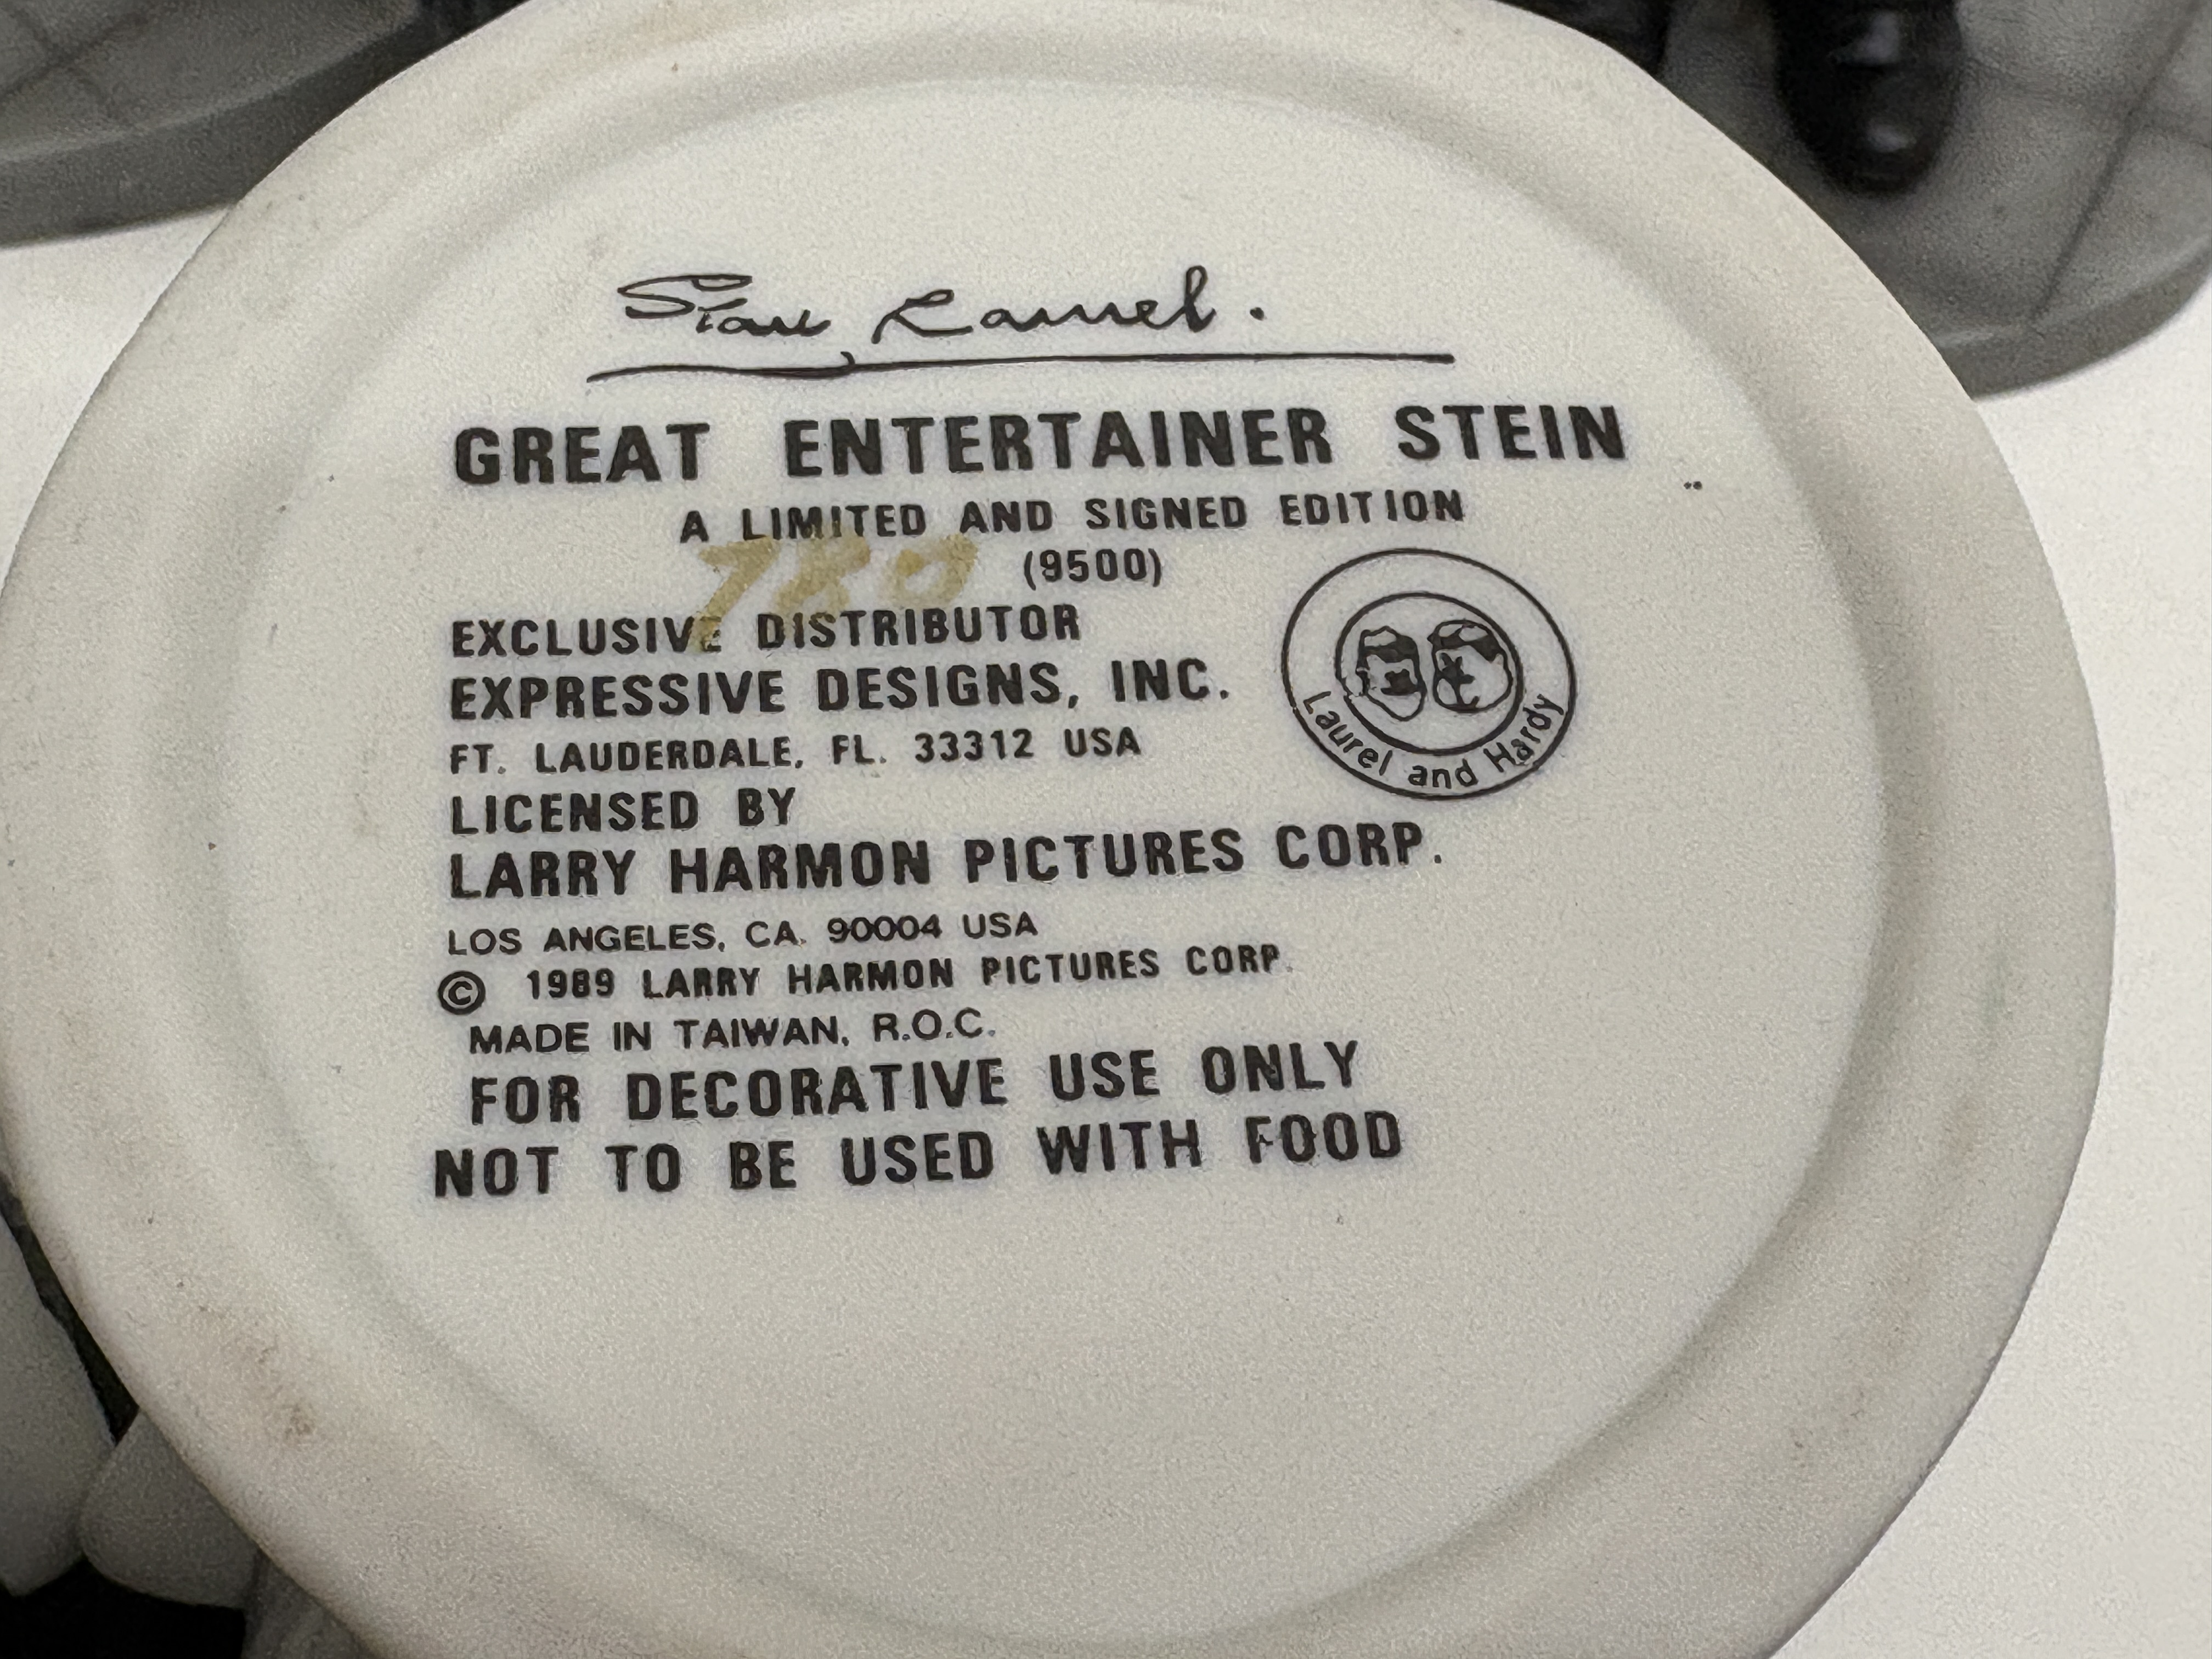 Stan Laurel.
GREAT ENTERTAINER STEIN
A LIMITED AND SIGNED EDITION
780 (9500)
EXCLUSIVE DISTRIBUTOR
EXPRESSIVE DESIGNS, INC.
FT. LAUDERDALE, FL. 33312 USA
Laurel and Hardy
LICENSED BY
LARRY HARMON PICTURES CORP.
LOS ANGELES, CA. 90004 USA
© 1989 LARRY HARMON PICTURES CORP.
MADE IN TAIWAN, R.O.C.
FOR DECORATIVE USE ONLY
NOT TO BE USED WITH FOOD